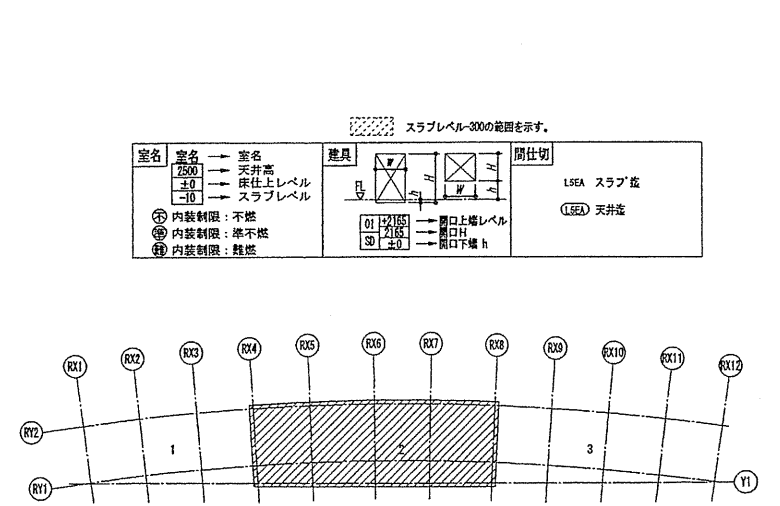 スラブレベル-300の範囲を示す。
室名
室名 室名
2500 天井高
±0 床仕上レベル
-10 スラブレベル
不 内装制限：不燃
準 内装制限：準不燃
難 内装制限：難燃
建具
W H h FL
H W h
01 +2165 開口上端レベル
2165 開口H
SD ±0 開口下端 h
間仕切
LSEA スラブ迄
LSEA 天井迄
RX1 RX2 RX3 RX4 RX5 RX6 RX7 RX8 RX9 RX10 RX11 RX12
RY2
1 2 3
RY1 Y1